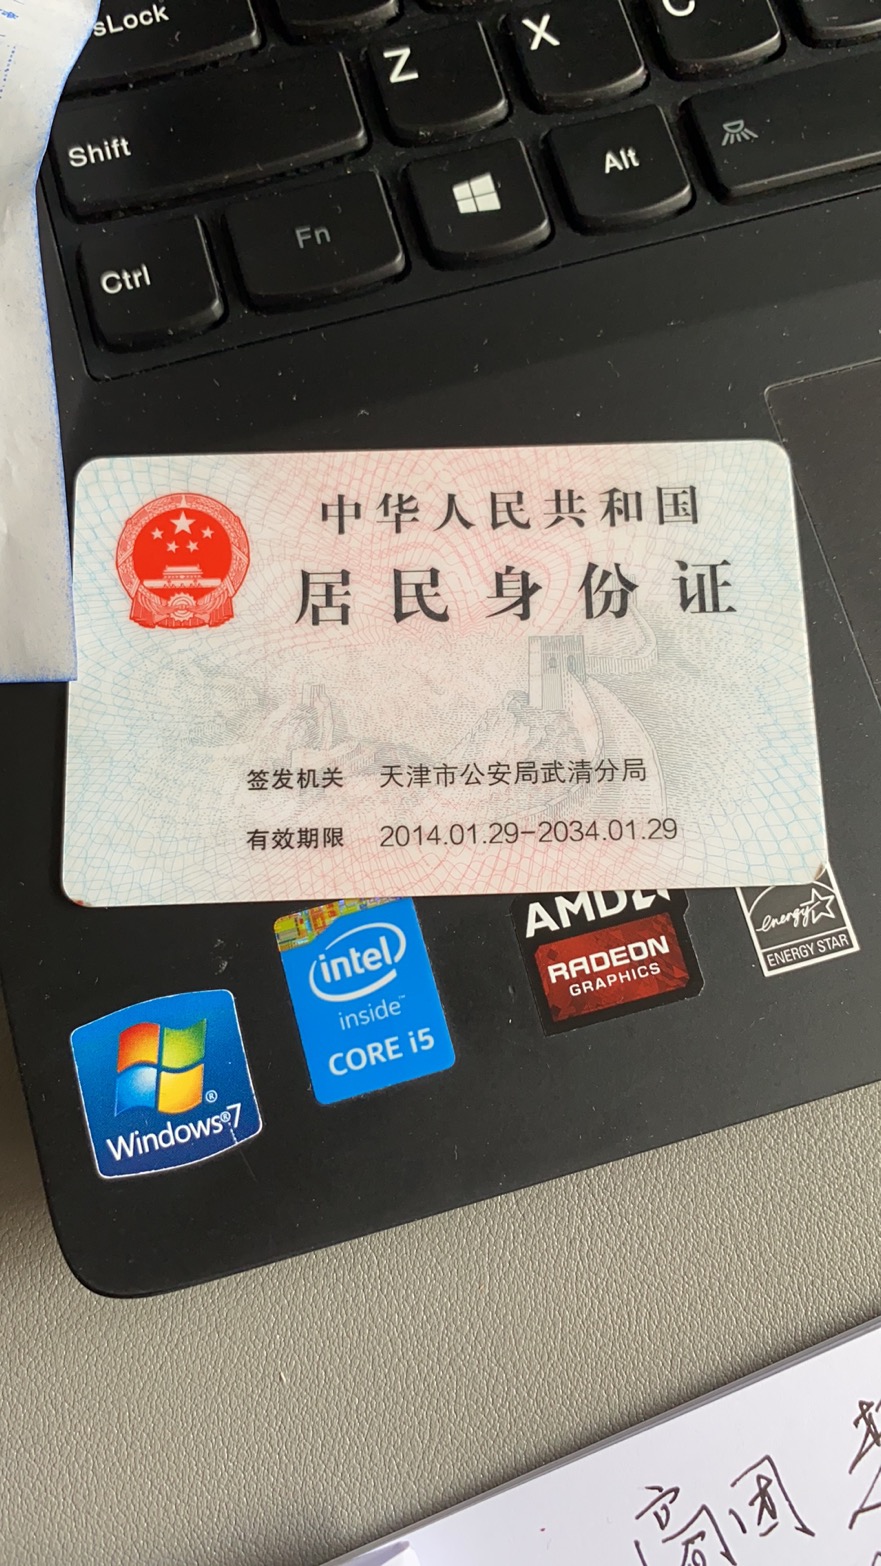 sLock
Z
X
C
Shift
Alt
Fn
Ctrl
中华人民共和国
居民身份证
签发机关 天津市公安局武清分局
有效期限 2014.01.29-2034.01.29
intel
inside™
CORE i5
AMD
RADEON
GRAPHICS
energy
ENERGY STAR
Windows®7